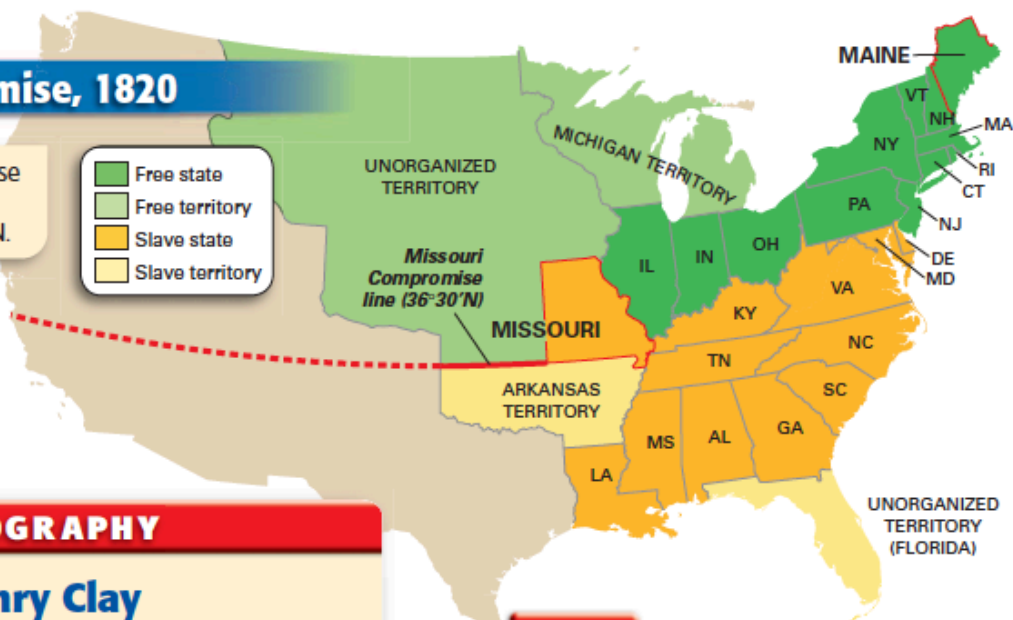 mise, 1820
se
N.
Free state
Free territory
Slave state
Slave territory
UNORGANIZED
TERRITORY
MICHIGAN TERRITORY
Missouri
Compromise
line (36°30'N)
MISSOURI
ARKANSAS
TERRITORY
MAINE
VT
NH
MA
NY
RI
CT
PA
NJ
IL
IN
OH
DE
MD
VA
KY
NC
TN
SC
MS
AL
GA
LA
UNORGANIZED
TERRITORY
(FLORIDA)
OGRAPHY
nry Clay